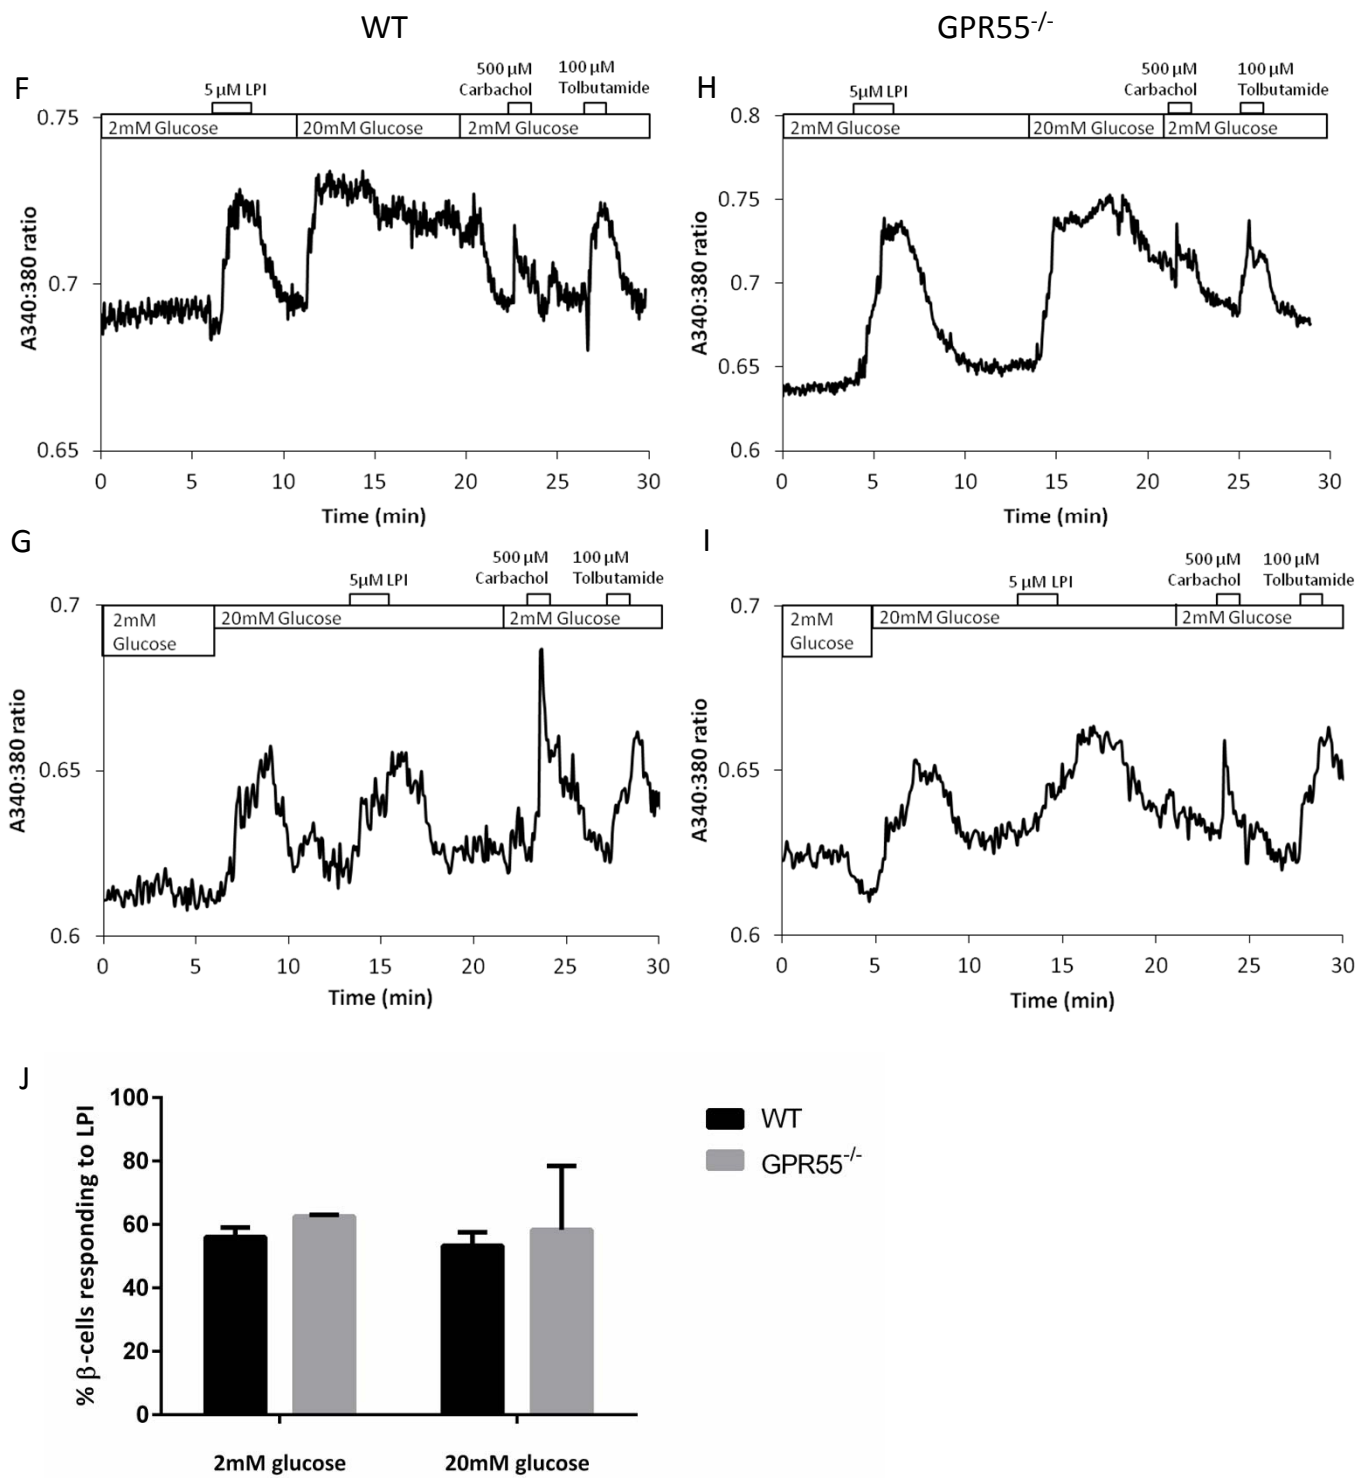 WT
GPR55-/-
F
5 µM LPI
500 µM
Carbachol
100 µM
Tolbutamide
2mM Glucose
20mM Glucose
2mM Glucose
0.75
0.7
0.65
A340:380 ratio
0 5 10 15 20 25 30
Time (min)
H
5µM LPI
500 µM
Carbachol
100 µM
Tolbutamide
2mM Glucose
20mM Glucose
2mM Glucose
0.8
0.75
0.7
0.65
0.6
A340:380 ratio
0 5 10 15 20 25 30
Time (min)
G
5µM LPI
500 µM
Carbachol
100 µM
Tolbutamide
2mM
Glucose
20mM Glucose
2mM Glucose
0.7
0.65
0.6
A340:380 ratio
0 5 10 15 20 25 30
Time (min)
I
5 µM LPI
500 µM
Carbachol
100 µM
Tolbutamide
2mM
Glucose
20mM Glucose
2mM Glucose
0.7
0.65
0.6
A340:380 ratio
0 5 10 15 20 25 30
Time (min)
J
100
80
60
40
20
0
% β-cells responding to LPI
2mM glucose
20mM glucose
WT
GPR55-/-